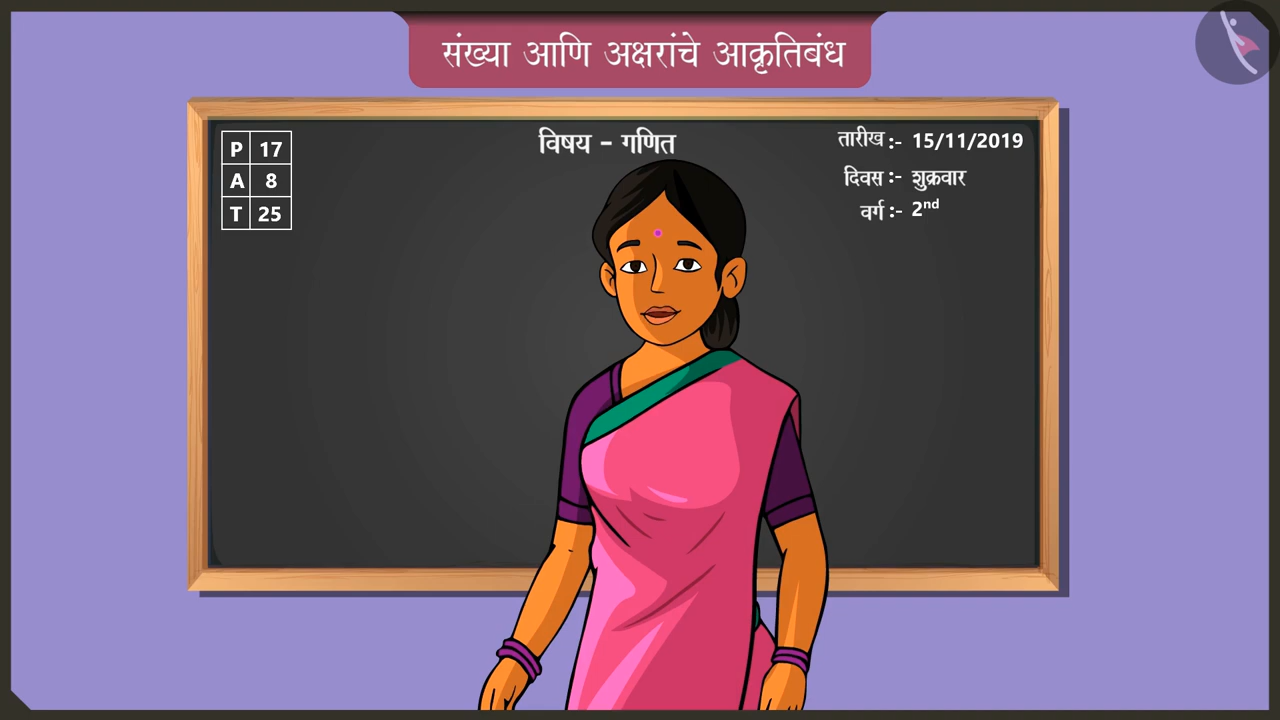 संख्या आणि अक्षरांचे आकृतिबंध
P 17
A 8
T 25
विषय - गणित
तारीख :- 15/11/2019
दिवस :- शुक्रवार
वर्ग :- 2nd